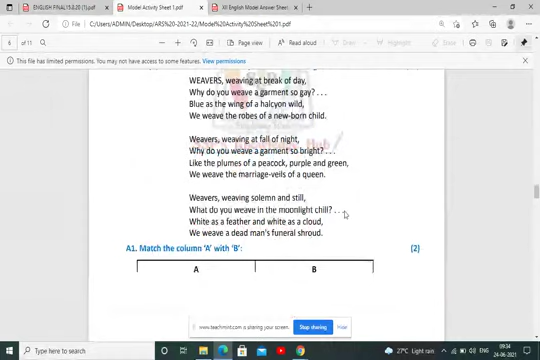 ENGLISH FINAL15.8.20 WITH
Model Activity Sheet 1.pdf
XII English Model Answer Sheet
C:/Users/ADMIN/Desktop/ARS%20-2021-22/Model%20Activity%20Sheet%201.pdf
6 of 11
Page view
Read aloud
Draw
Highlight
Erase
This file has limited permissions. You may not have access to some features. View permissions
WEAVERS, weaving at break of day,
Why do you weave a garment so gay? . . .
Blue as the wing of a halcyon wild,
We weave the robes of a new-born child.
Weavers, weaving at fall of night,
Why do you weave a garment so bright? . . .
Like the plumes of a peacock, purple and green,
We weave the marriage-veils of a queen.
Weavers, weaving solemn and still,
What do you weave in the moonlight chill? . . .
White as a feather and white as a cloud,
We weave a dead man's funeral shroud.
A1. Match the column 'A' with 'B': (2)
A B
www.teachmint.com is sharing your screen.
Stop sharing
Hide
Type here to search
27°C Light rain
ENG
09:34
24-06-2021